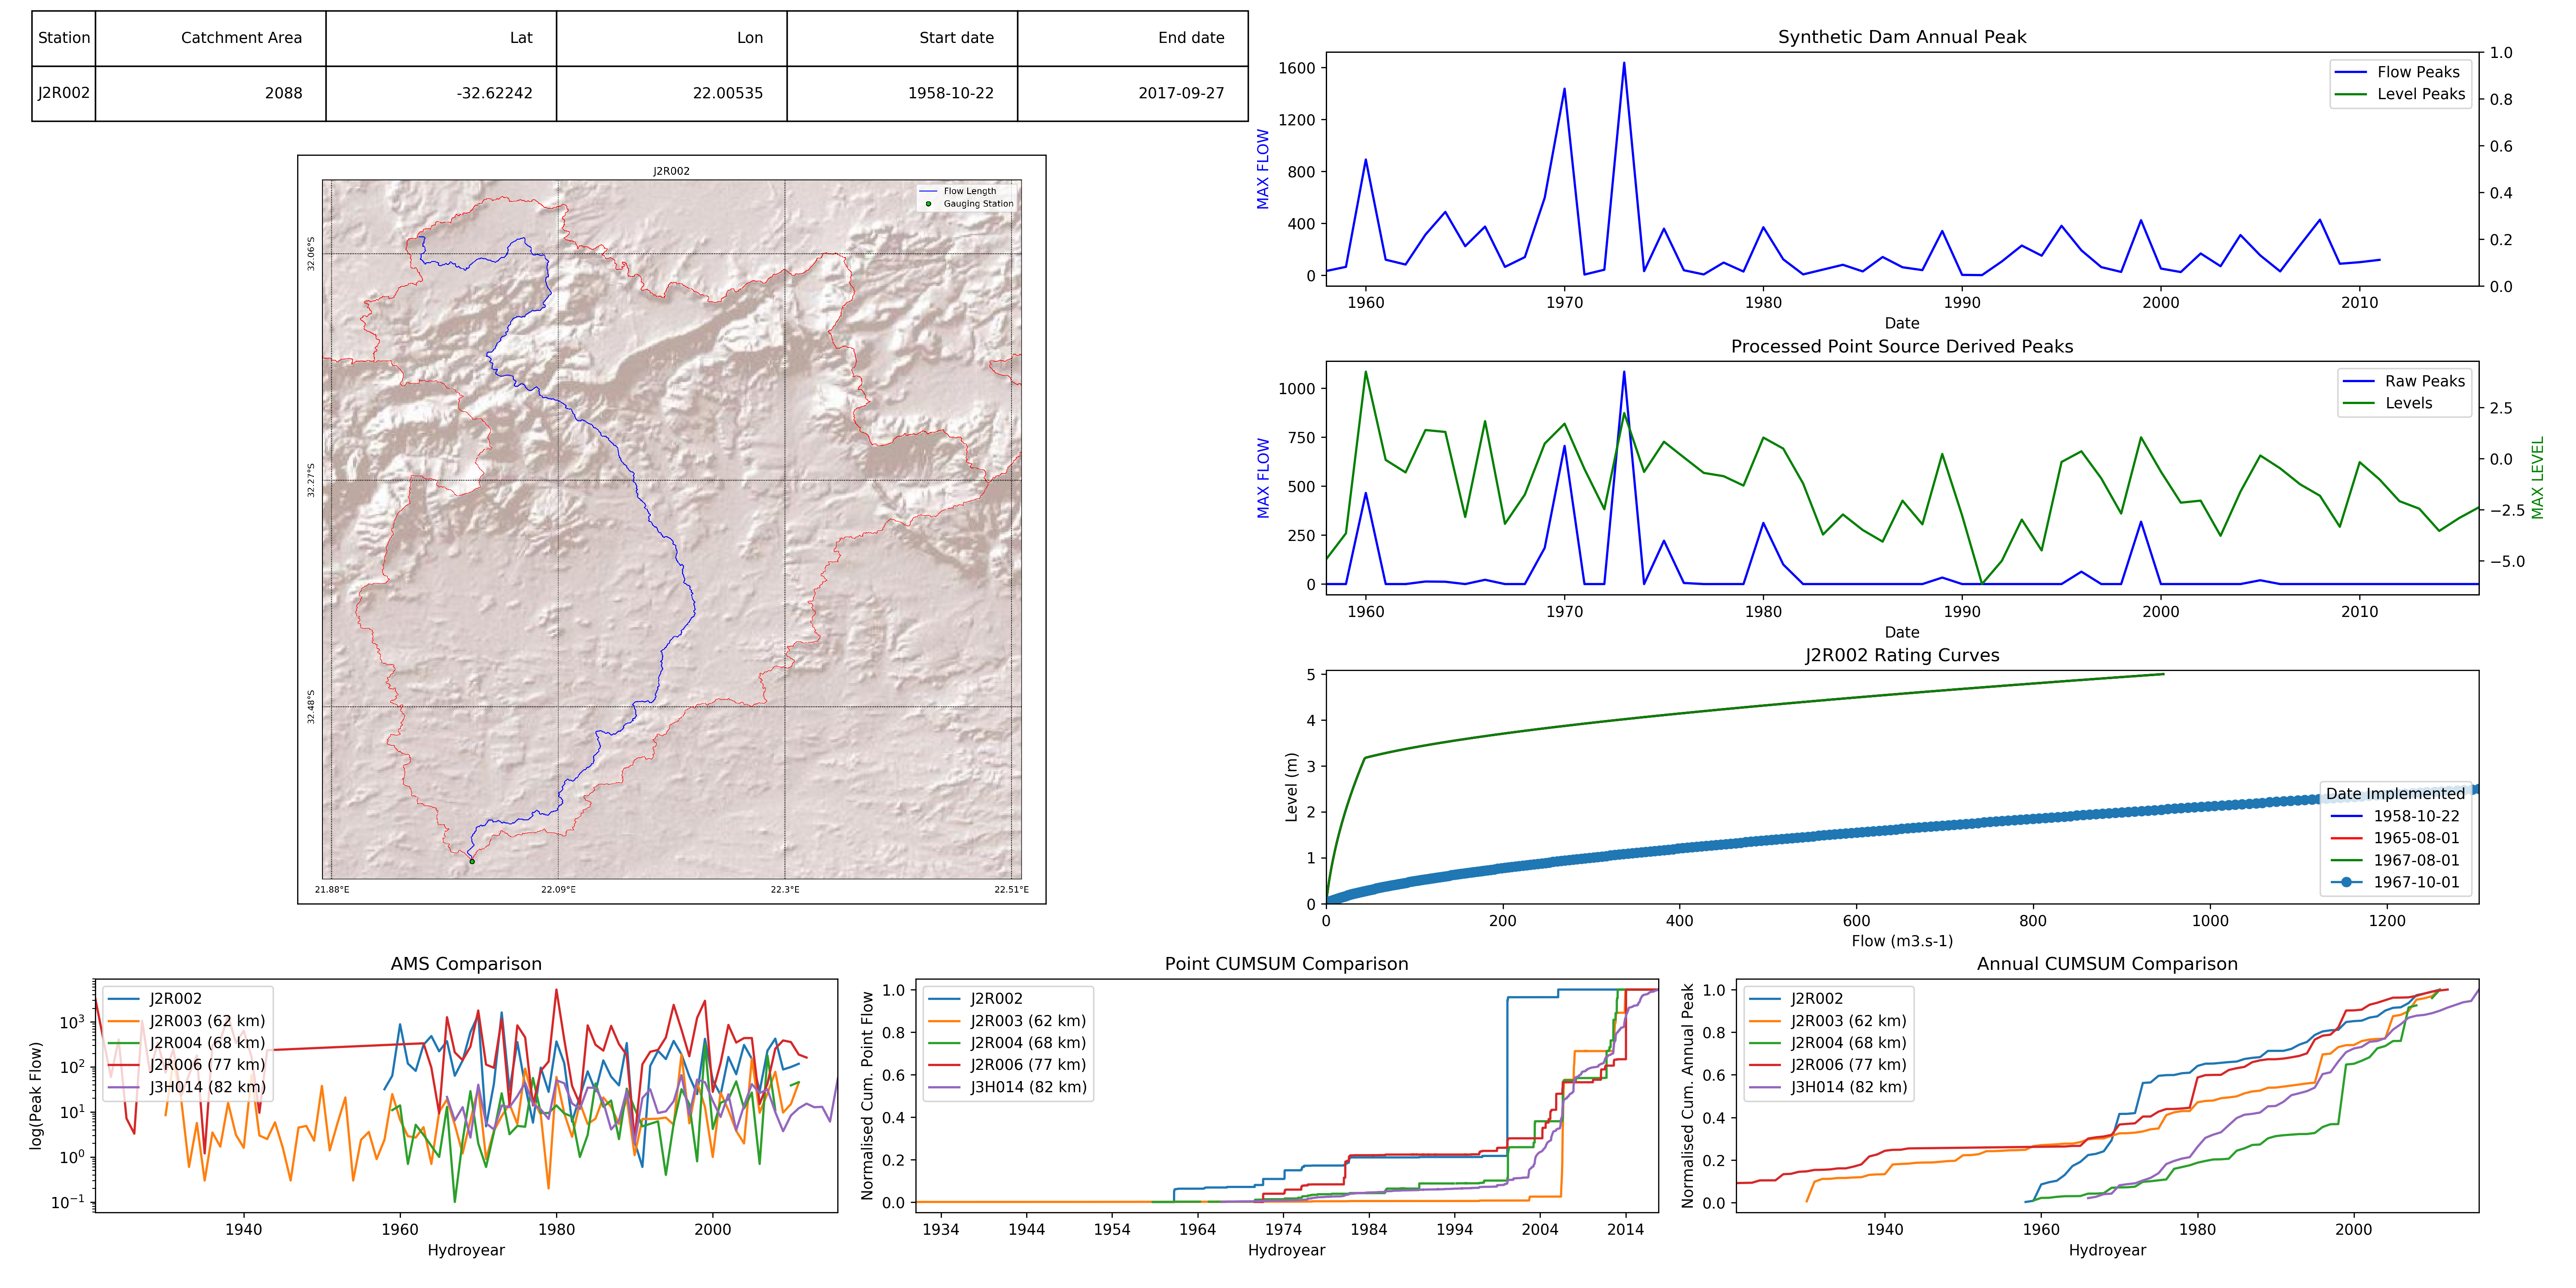 Station Catchment Area Lat Lon Start date End date
J2R002 2088 -32.62242 22.00535 1958-10-22 2017-09-27
J2R002
Flow Length
Gauging Station
32.06°S
32.27°S
32.48°S
21.88°E 22.09°E 22.3°E 22.51°E
Synthetic Dam Annual Peak
Flow Peaks
Level Peaks
MAX FLOW
1600
1200
800
400
0
1.0
0.8
0.6
0.4
0.2
0.0
1960 1970 1980 1990 2000 2010
Date
Processed Point Source Derived Peaks
Raw Peaks
Levels
MAX FLOW
1000
750
500
250
0
2.5
0.0
−2.5
−5.0
MAX LEVEL
1960 1970 1980 1990 2000 2010
Date
J2R002 Rating Curves
Level (m)
5
4
3
2
1
0
Date Implemented
1958-10-22
1965-08-01
1967-08-01
1967-10-01
0 200 400 600 800 1000 1200
Flow (m3.s-1)
AMS Comparison
log(Peak Flow)
10³
10²
10¹
10⁰
10⁻¹
J2R002
J2R003 (62 km)
J2R004 (68 km)
J2R006 (77 km)
J3H014 (82 km)
1940 1960 1980 2000
Hydroyear
Point CUMSUM Comparison
Normalised Cum. Point Flow
1.0
0.8
0.6
0.4
0.2
0.0
J2R002
J2R003 (62 km)
J2R004 (68 km)
J2R006 (77 km)
J3H014 (82 km)
1934 1944 1954 1964 1974 1984 1994 2004 2014
Hydroyear
Annual CUMSUM Comparison
Normalised Cum. Annual Peak
1.0
0.8
0.6
0.4
0.2
0.0
J2R002
J2R003 (62 km)
J2R004 (68 km)
J2R006 (77 km)
J3H014 (82 km)
1940 1960 1980 2000
Hydroyear